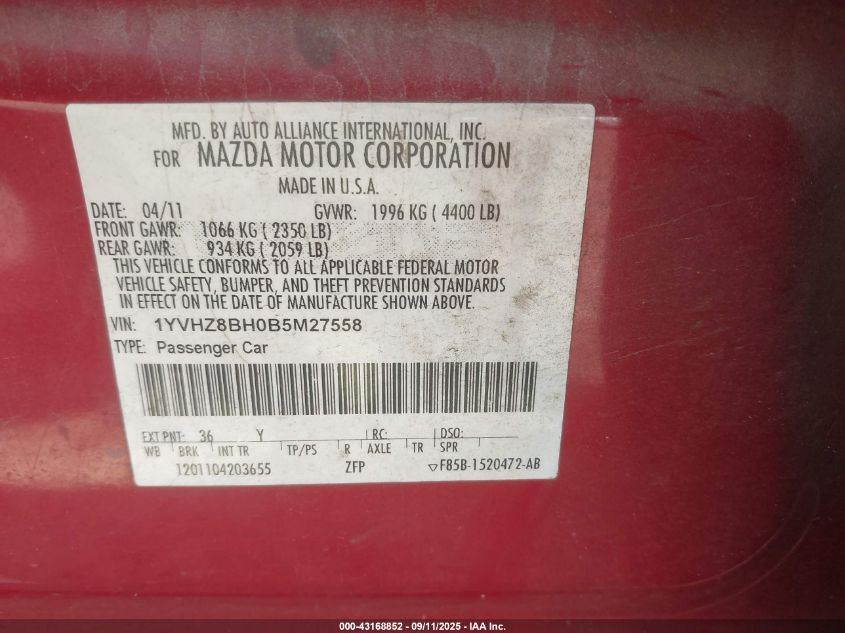 MFD. BY AUTO ALLIANCE INTERNATIONAL, INC.
FOR MAZDA MOTOR CORPORATION
MADE IN U.S.A.
DATE: 04/11 GVWR: 1996 KG ( 4400 LB)
FRONT GAWR: 1066 KG ( 2350 LB)
REAR GAWR: 934 KG ( 2059 LB)
THIS VEHICLE CONFORMS TO ALL APPLICABLE FEDERAL MOTOR
VEHICLE SAFETY, BUMPER, AND THEFT PREVENTION STANDARDS
IN EFFECT ON THE DATE OF MANUFACTURE SHOWN ABOVE.
VIN: 1YVHZ8BH0B5M27558
TYPE: Passenger Car
EXT PNT: 36 Y RC: DSO:
WB BRK INT TR TP/PS R AXLE TR SPR
1201104203655 ZFP ▽F85B-1520472-AB
000-43168852 - 09/11/2025 - IAA Inc.